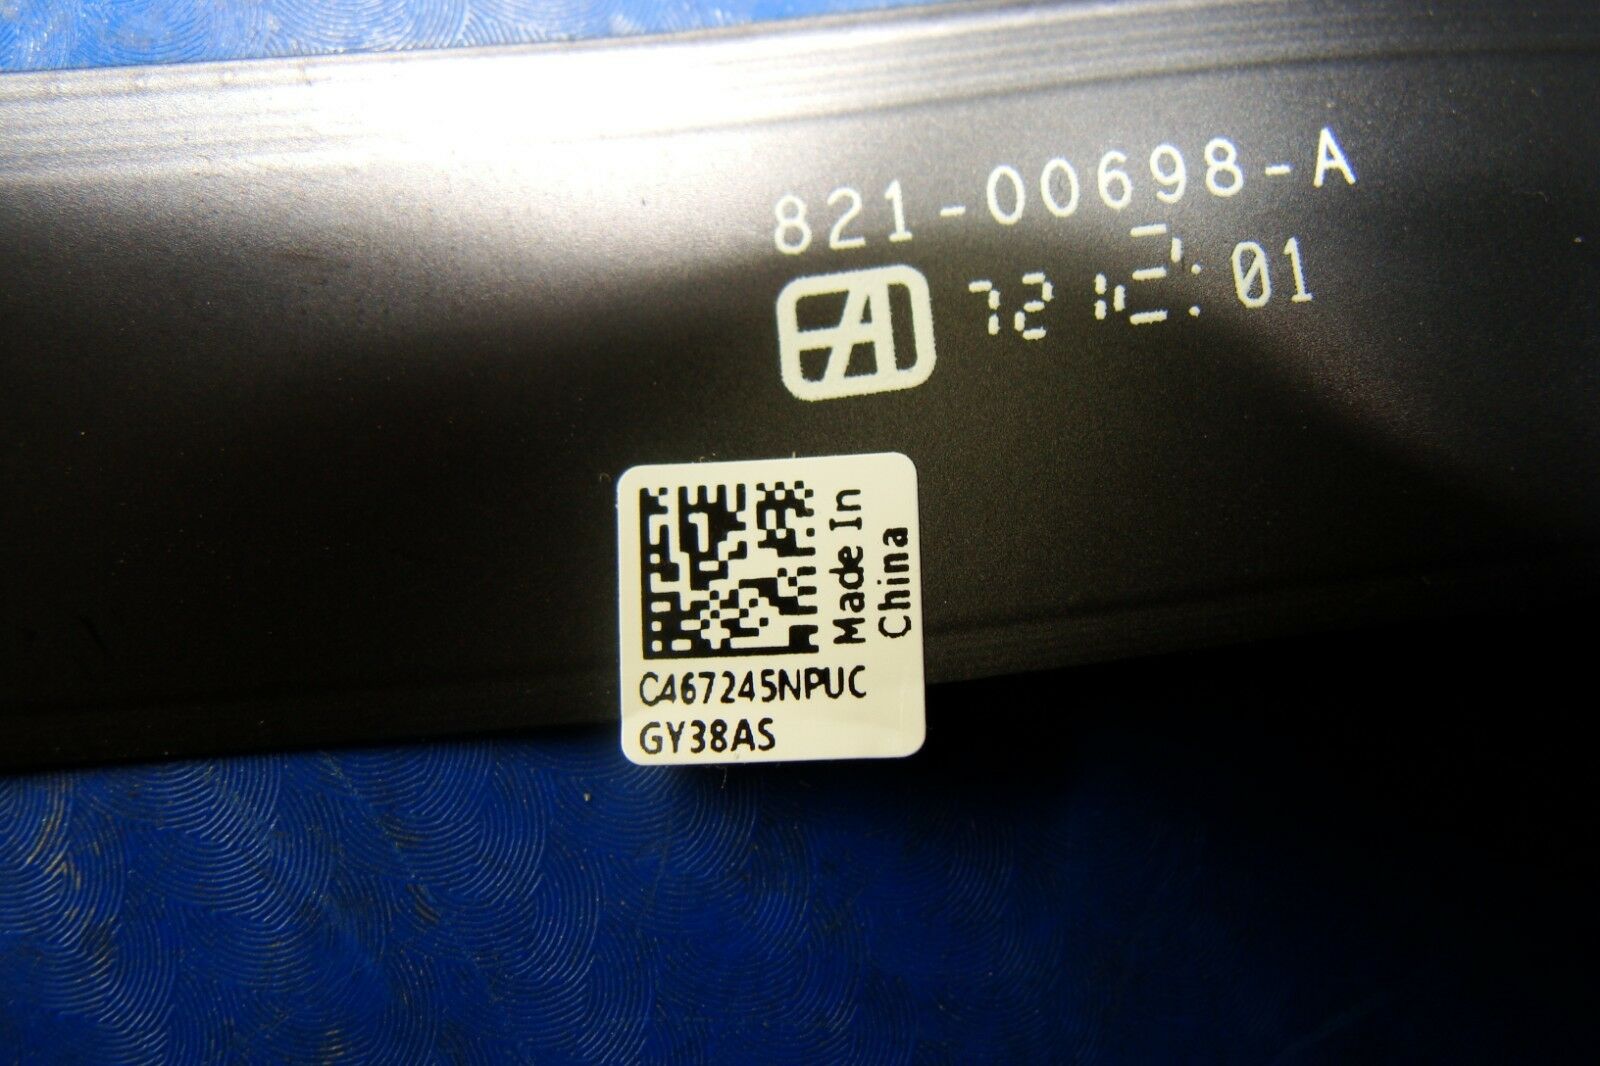 821-00698-A
01
Made In
China
CA67245NPUC
GY38AS